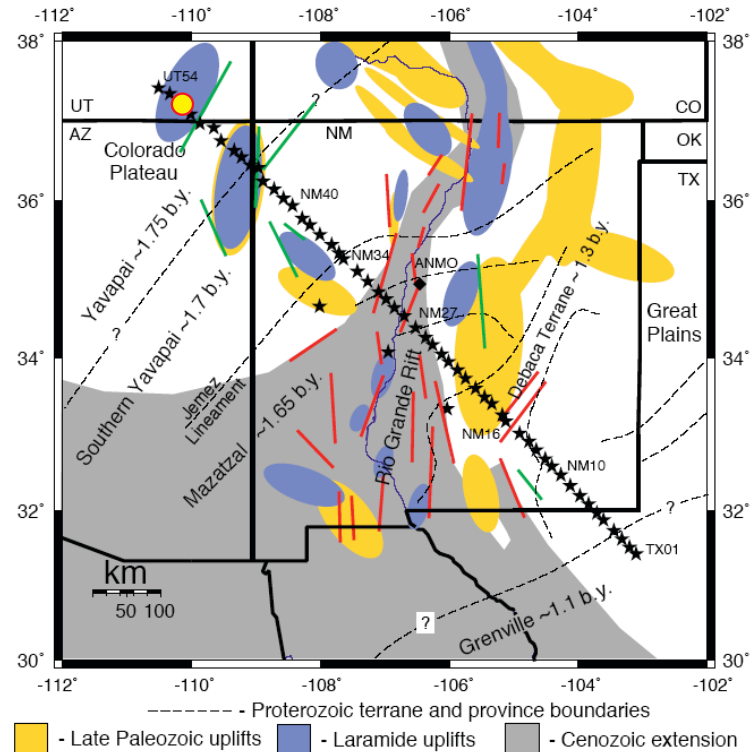 -112° -110° -108° -106° -104° -102°
38° 38°
UT54
UT CO
AZ NM OK
Colorado
Plateau
TX
36° 36°
NM40
Yavapai ~1.75 b.y.
NM34 ANMO
?
Southern Yavapai ~1.7 b.y.
NM27
Debaca Terrane ~1.3 b.y.
Great
Plains
34° 34°
Jemez
Lineament
Mazatzal ~1.65 b.y.
Rio Grande Rift
NM16
NM10
32° 32°
?
TX01
km
50 100
?
Grenville ~1.1 b.y.
30° 30°
-112° -110° -108° -106° -104° -102°
- Proterozoic terrane and province boundaries
- Late Paleozoic uplifts - Laramide uplifts - Cenozoic extension